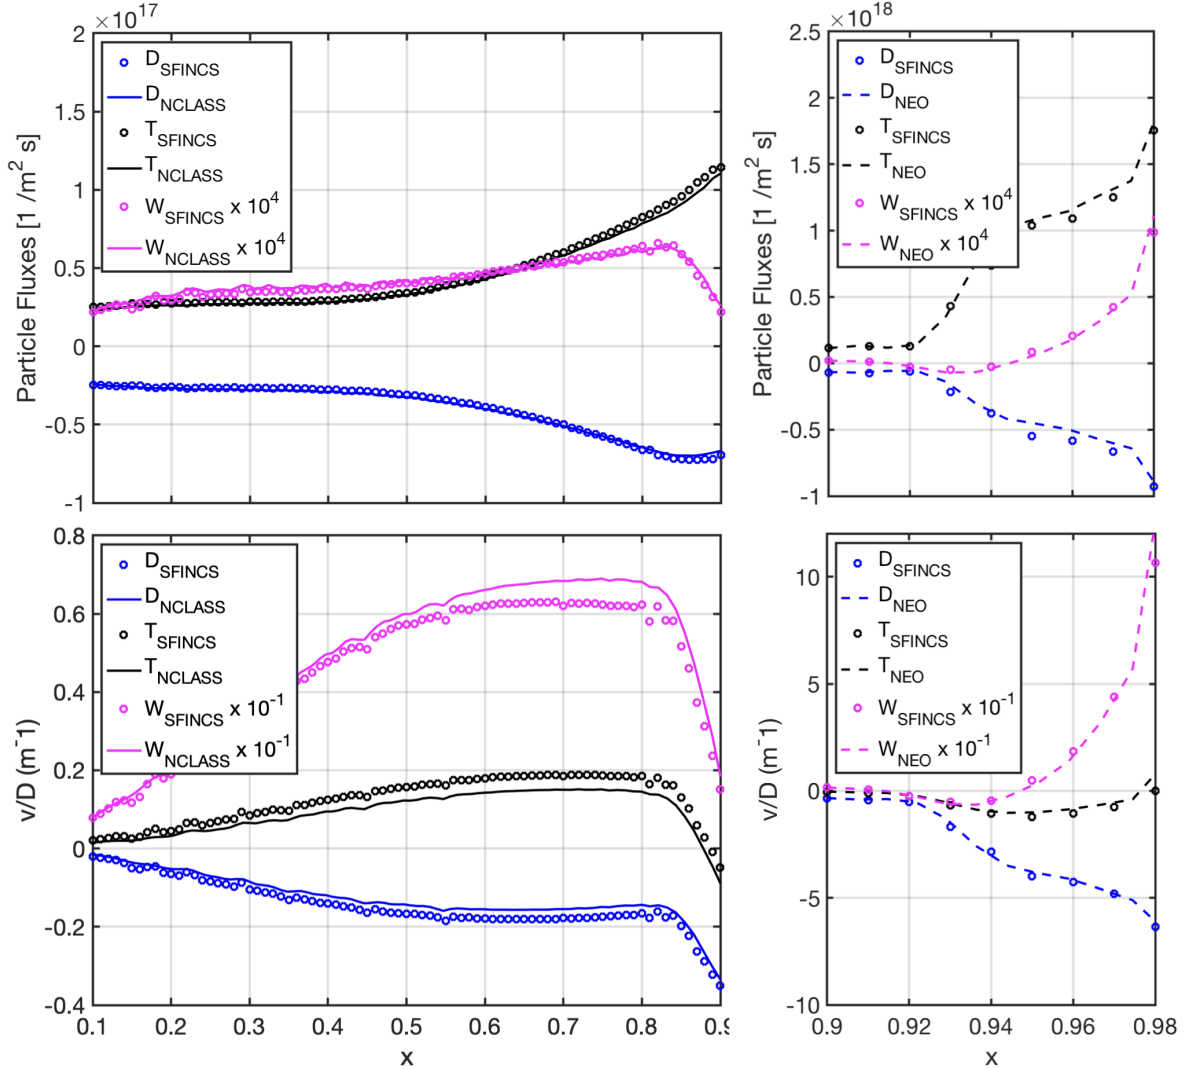 ×10^17
2
1.5
1
0.5
0
-0.5
-1
Particle Fluxes [1 /m^2 s]
D_SFINCS
D_NCLASS
T_SFINCS
T_NCLASS
W_SFINCS x 10^4
W_NCLASS x 10^4
×10^18
2.5
2
1.5
1
0.5
0
-0.5
-1
Particle Fluxes [1 /m^2 s]
D_SFINCS
D_NEO
T_SFINCS
T_NEO
W_SFINCS x 10^4
W_NEO x 10^4
0.8
0.6
0.4
0.2
0
-0.2
-0.4
v/D (m^-1)
D_SFINCS
D_NCLASS
T_SFINCS
T_NCLASS
W_SFINCS x 10^-1
W_NCLASS x 10^-1
0.1 0.2 0.3 0.4 0.5 0.6 0.7 0.8
x
10
5
0
-5
-10
v/D (m^-1)
D_SFINCS
D_NEO
T_SFINCS
T_NEO
W_SFINCS x 10^-1
W_NEO x 10^-1
0.9 0.92 0.94 0.96 0.98
x